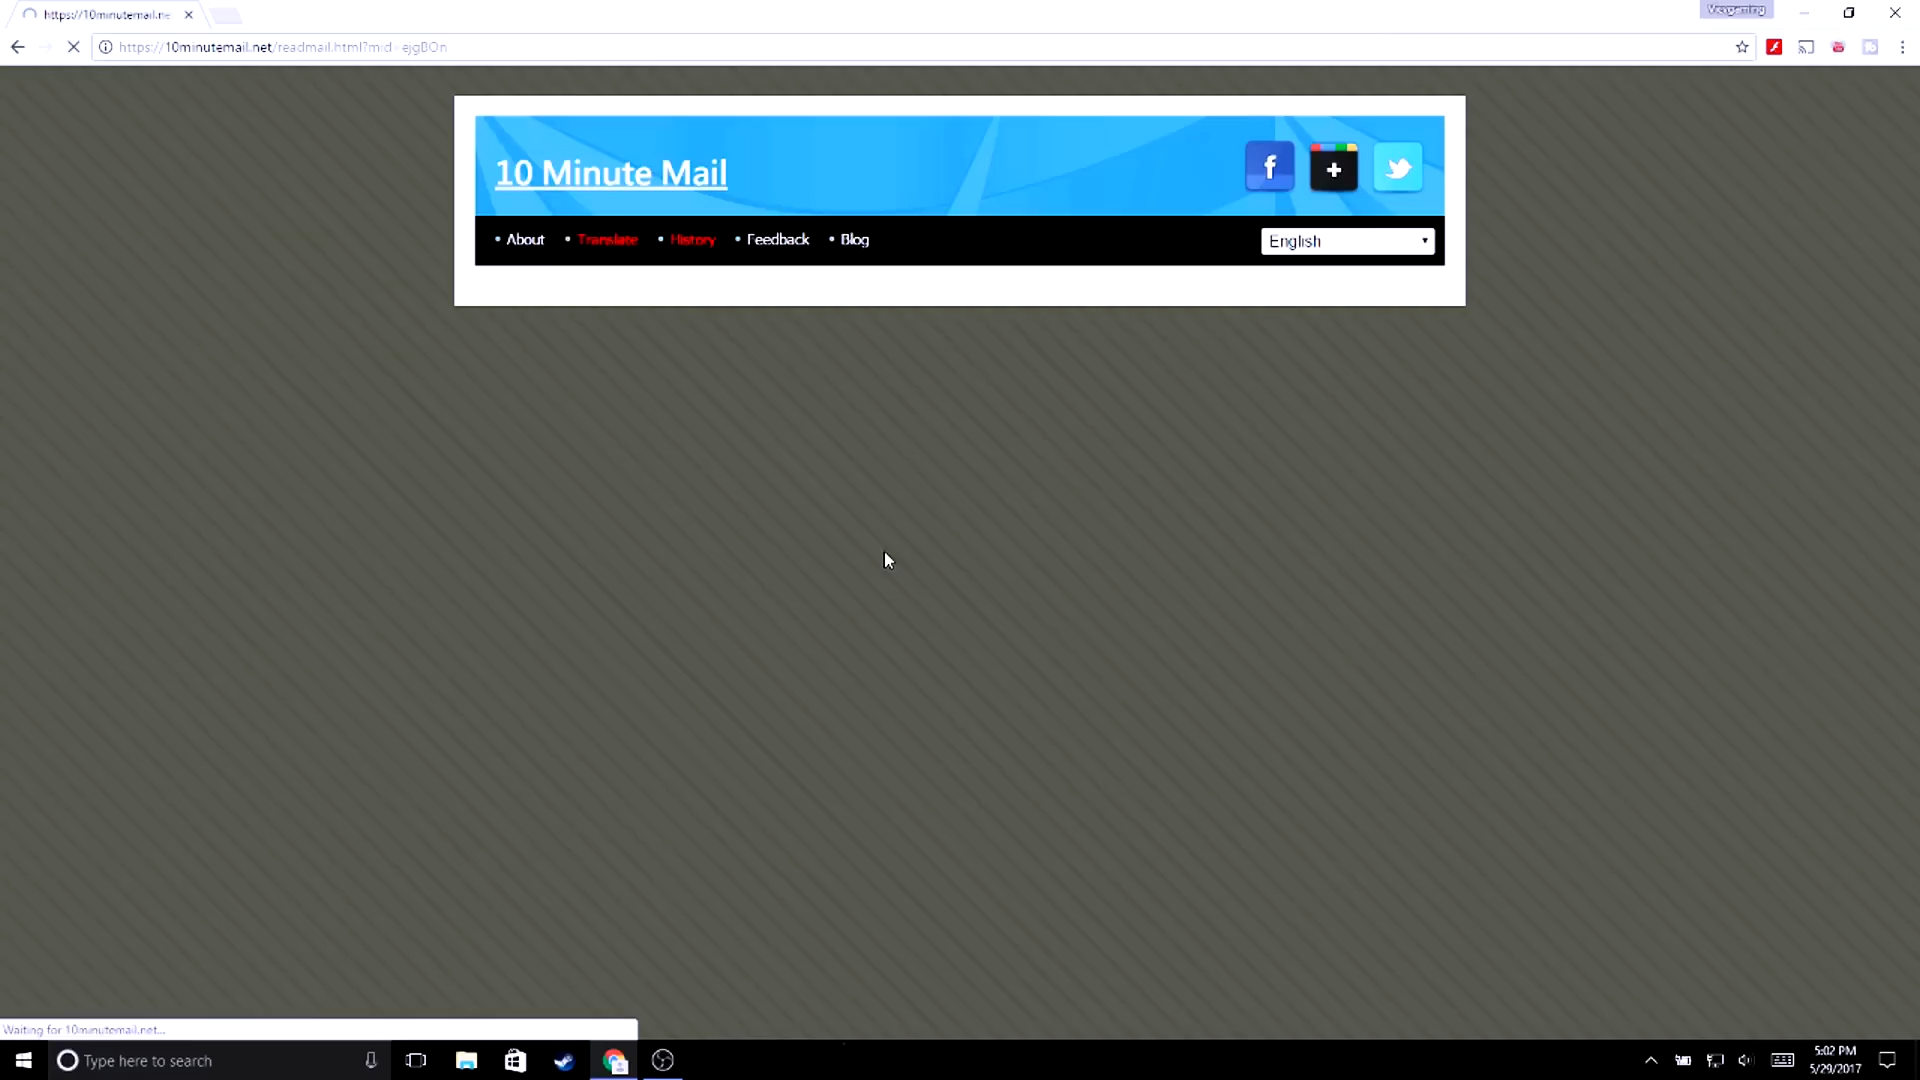 https://10minutemail.ne
Vicxgaming
https://10minutemail.net/readmail.html?mid=ejgBOn
10 Minute Mail
f
+
• About • Translate • History • Feedback • Blog
English
Waiting for 10minutemail.net...
Type here to search
5:02 PM
5/29/2017